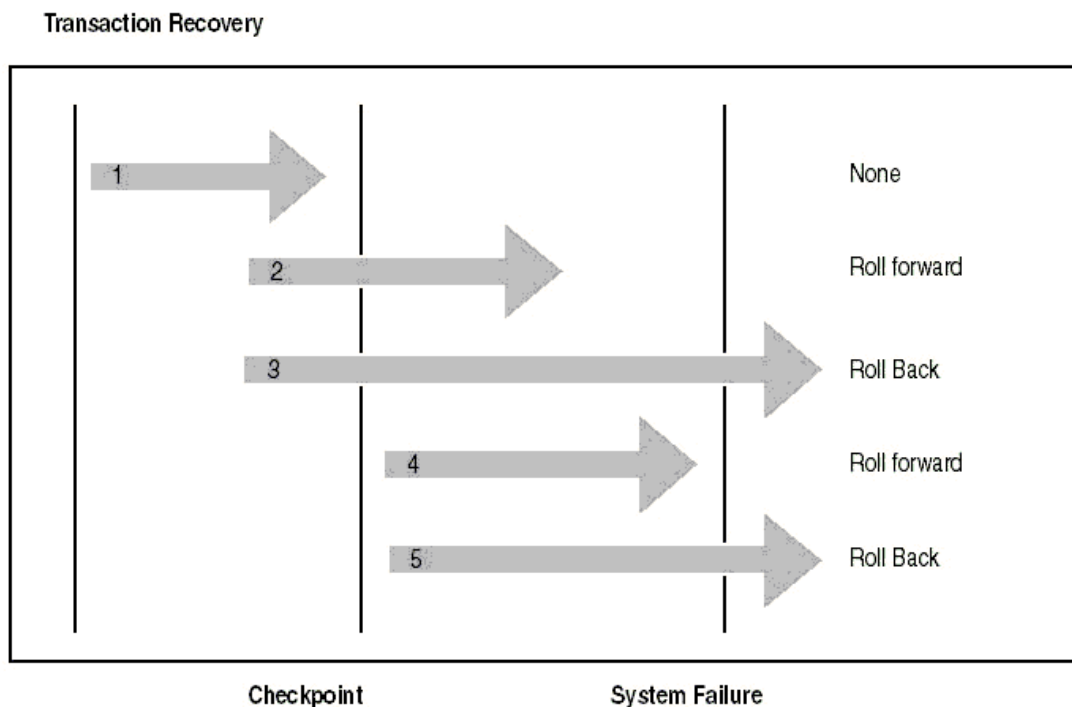 Transaction Recovery
1 None
2 Roll forward
3 Roll Back
4 Roll forward
5 Roll Back
Checkpoint System Failure